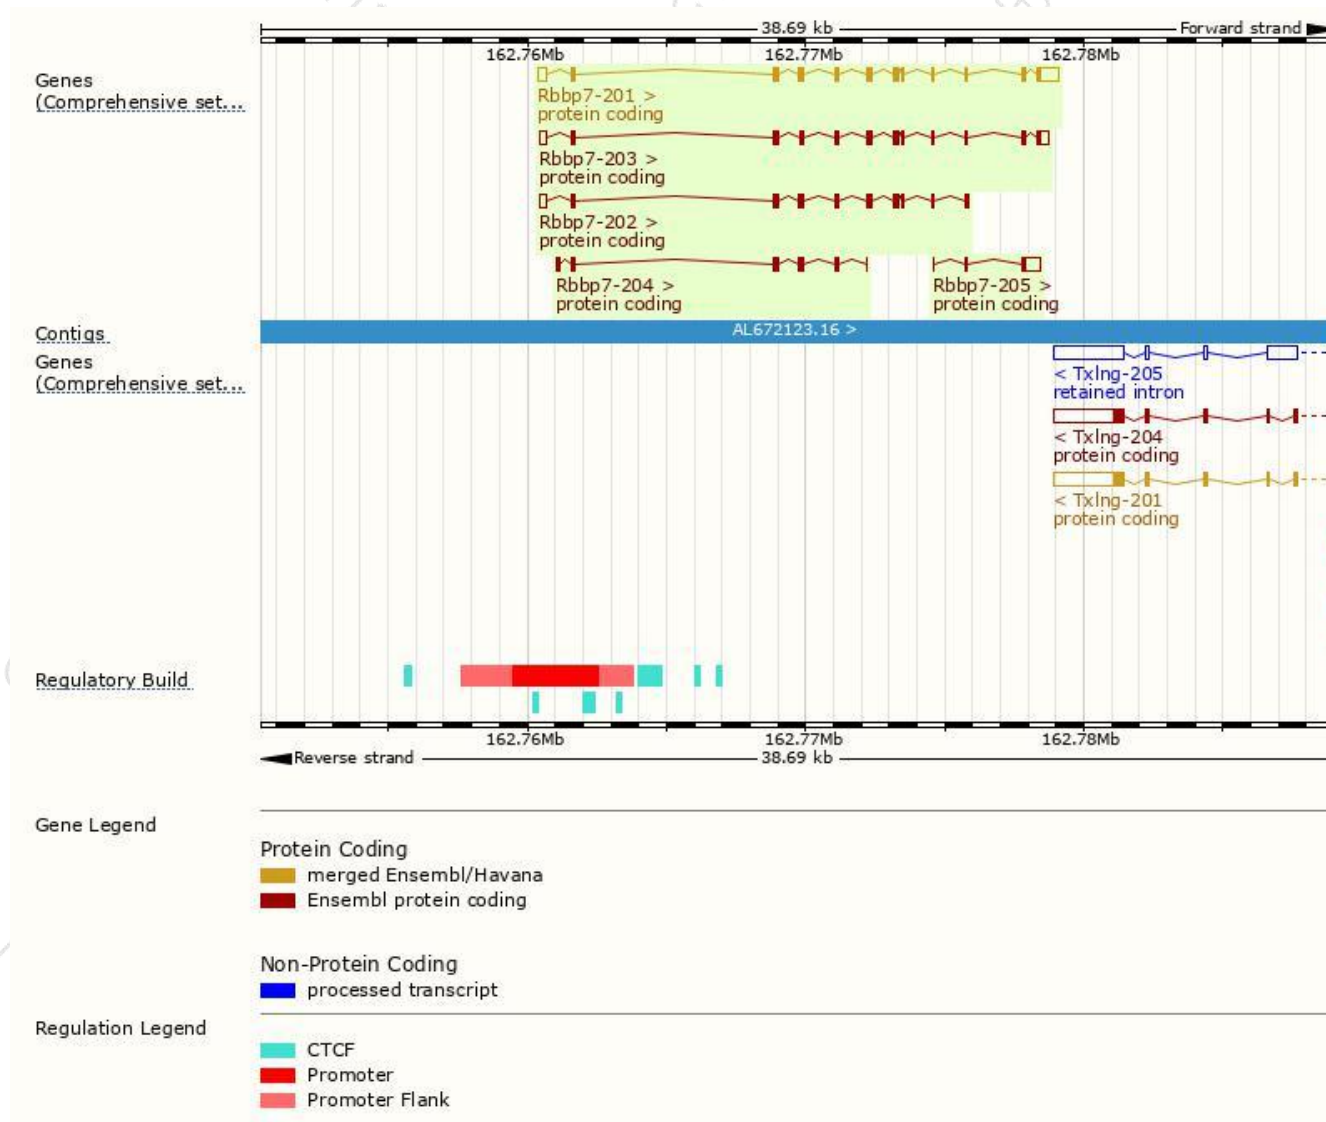 38.69 kb
Forward strand
162.76Mb 162.77Mb 162.78Mb
Genes
(Comprehensive set...
Rbbp7-201 >
protein coding
Rbbp7-203 >
protein coding
Rbbp7-202 >
protein coding
Rbbp7-204 >
protein coding
Rbbp7-205 >
protein coding
Contigs
AL672123.16 >
Genes
(Comprehensive set...
< Txlng-205
retained intron
< Txlng-204
protein coding
< Txlng-201
protein coding
Regulatory Build
162.76Mb 162.77Mb 162.78Mb
Reverse strand
38.69 kb
Gene Legend
Protein Coding
merged Ensembl/Havana
Ensembl protein coding
Non-Protein Coding
processed transcript
Regulation Legend
CTCF
Promoter
Promoter Flank